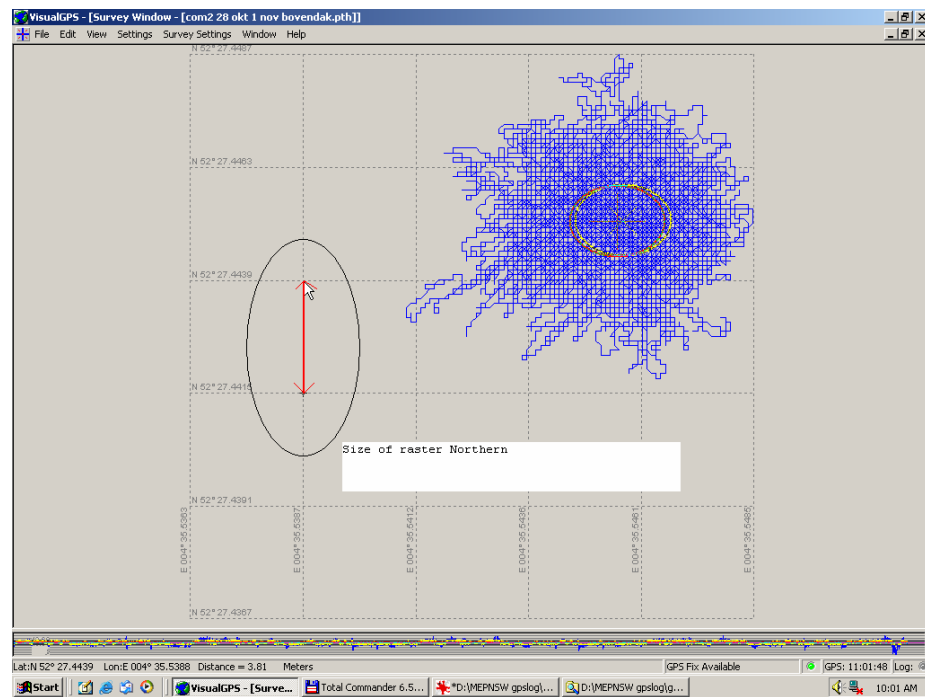 VisualGPS - [Survey Window - [com2 28 okt 1 nov bovendak.pth]]
File Edit View Settings Survey Settings Window Help
N 52° 27.4487
N 52° 27.4463
N 52° 27.4439
N 52° 27.4415
Size of raster Northern
N 52° 27.4391
E 004° 35.5363
E 004° 35.5387
E 004° 35.5412
E 004° 35.5436
E 004° 35.5461
E 004° 35.5485
N 52° 27.4367
Lat:N 52° 27.4439 Lon:E 004° 35.5388 Distance = 3.81 Meters GPS Fix Available GPS: 11:01:48 Log:
Start VisualGPS - [Surve... Total Commander 6.5... *D:\MEPNSW gpslog\... D:\MEPNSW gpslog\g... 10:01 AM